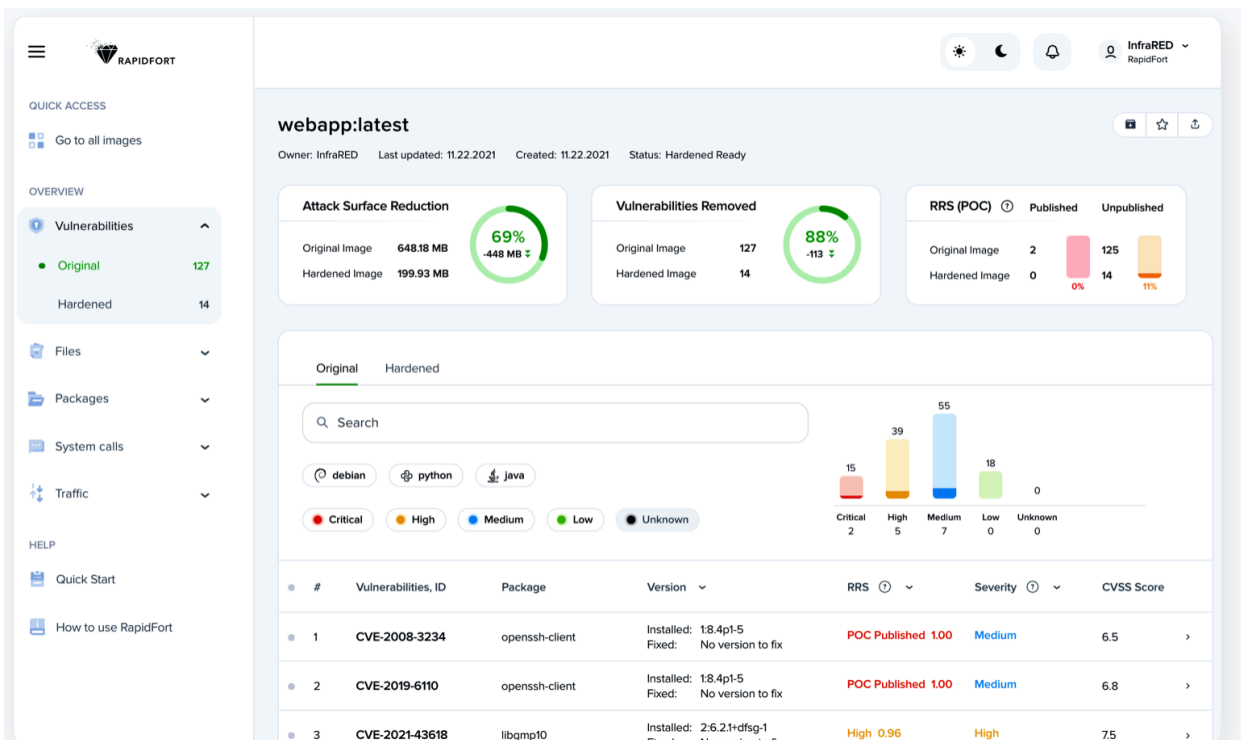 RAPIDFORT
InfraRED
RapidFort
QUICK ACCESS
Go to all images
OVERVIEW
Vulnerabilities
Original 127
Hardened 14
Files
Packages
System calls
Traffic
HELP
Quick Start
How to use RapidFort
webapp:latest
Owner: InfraRED Last updated: 11.22.2021 Created: 11.22.2021 Status: Hardened Ready
Attack Surface Reduction
Original Image 648.18 MB
Hardened Image 199.93 MB
69%
-448 MB
Vulnerabilities Removed
Original Image 127
Hardened Image 14
88%
-113
RRS (POC) ? Published Unpublished
Original Image 2 125
Hardened Image 0 14
0% 11%
Original Hardened
Search
debian python java
Critical High Medium Low Unknown
15 39 55 18 0
Critical High Medium Low Unknown
2 5 7 0 0
# Vulnerabilities, ID Package Version RRS ? Severity ? CVSS Score
1 CVE-2008-3234 openssh-client Installed: 1:8.4p1-5 POC Published 1.00 Medium 6.5
Fixed: No version to fix
2 CVE-2019-6110 openssh-client Installed: 1:8.4p1-5 POC Published 1.00 Medium 6.8
Fixed: No version to fix
3 CVE-2021-43618 libgmp10 Installed: 2:6.2.1+dfsg-1 High 0.96 High 7.5